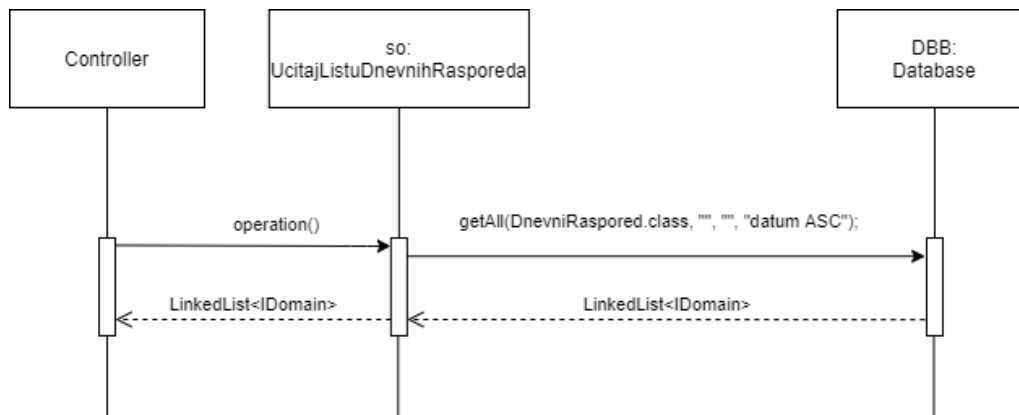 Controller
so:
UcitajListuDnevnihRasporeda
DBB:
Database
operation()
getAll(DnevniRaspored.class, "", "", "datum ASC");
LinkedList<IDomain>
LinkedList<IDomain>